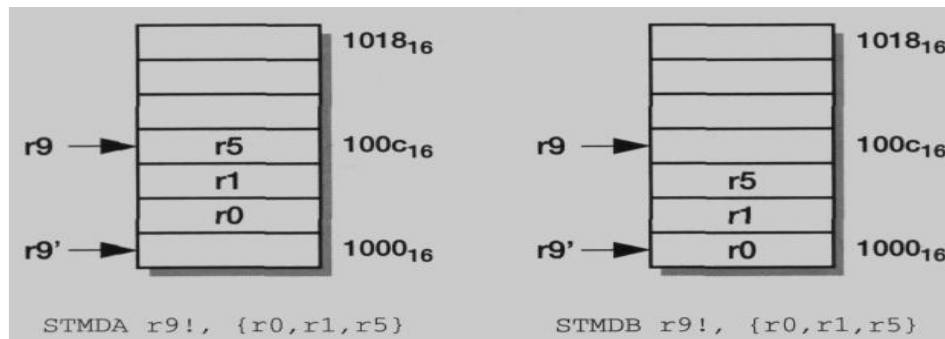 1018₁₆ 1018₁₆
r9 r5 100c₁₆ r9 100c₁₆
r1 r5
r0 r1
r9’ 1000₁₆ r9’ r0 1000₁₆
STMDA r9!, {r0,r1,r5} STMDB r9!, {r0,r1,r5}